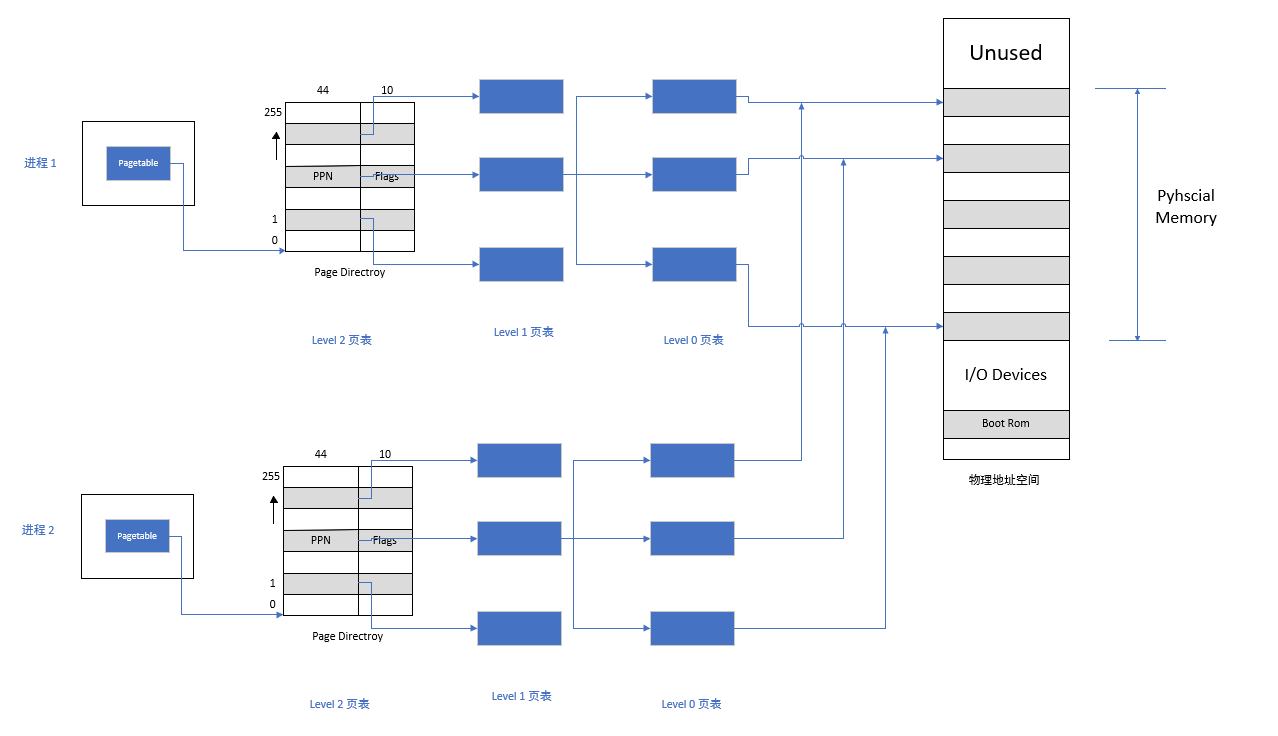 Unused
44
10
255
进程 1
Pagetable
PPN
Flags
1
0
Page Directroy
Level 2 页表
Level 1 页表
Level 0 页表
Pyhscial
Memory
I/O Devices
Boot Rom
物理地址空间
44
10
255
进程 2
Pagetable
PPN
Flags
1
0
Page Directroy
Level 2 页表
Level 1 页表
Level 0 页表